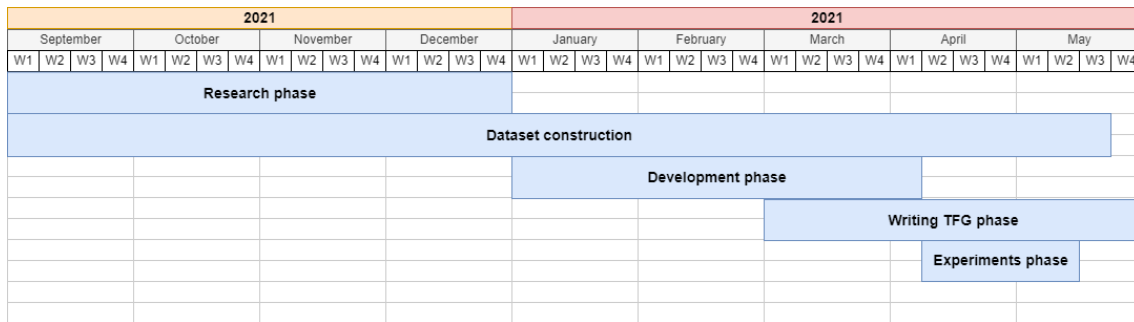 2021 2021
September October November December January February March April May
W1 W2 W3 W4 W1 W2 W3 W4 W1 W2 W3 W4 W1 W2 W3 W4 W1 W2 W3 W4 W1 W2 W3 W4 W1 W2 W3 W4 W1 W2 W3 W4 W1 W2 W3 W4
Research phase
Dataset construction
Development phase
Writing TFG phase
Experiments phase